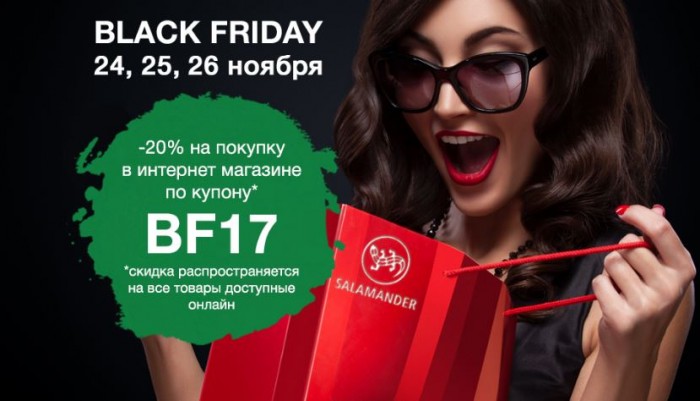 BLACK FRIDAY
24, 25, 26 ноября
-20% на покупку
в интернет магазине
по купону*
BF17
*скидка распространяется
на все товары доступные
онлайн
SALAMANDER